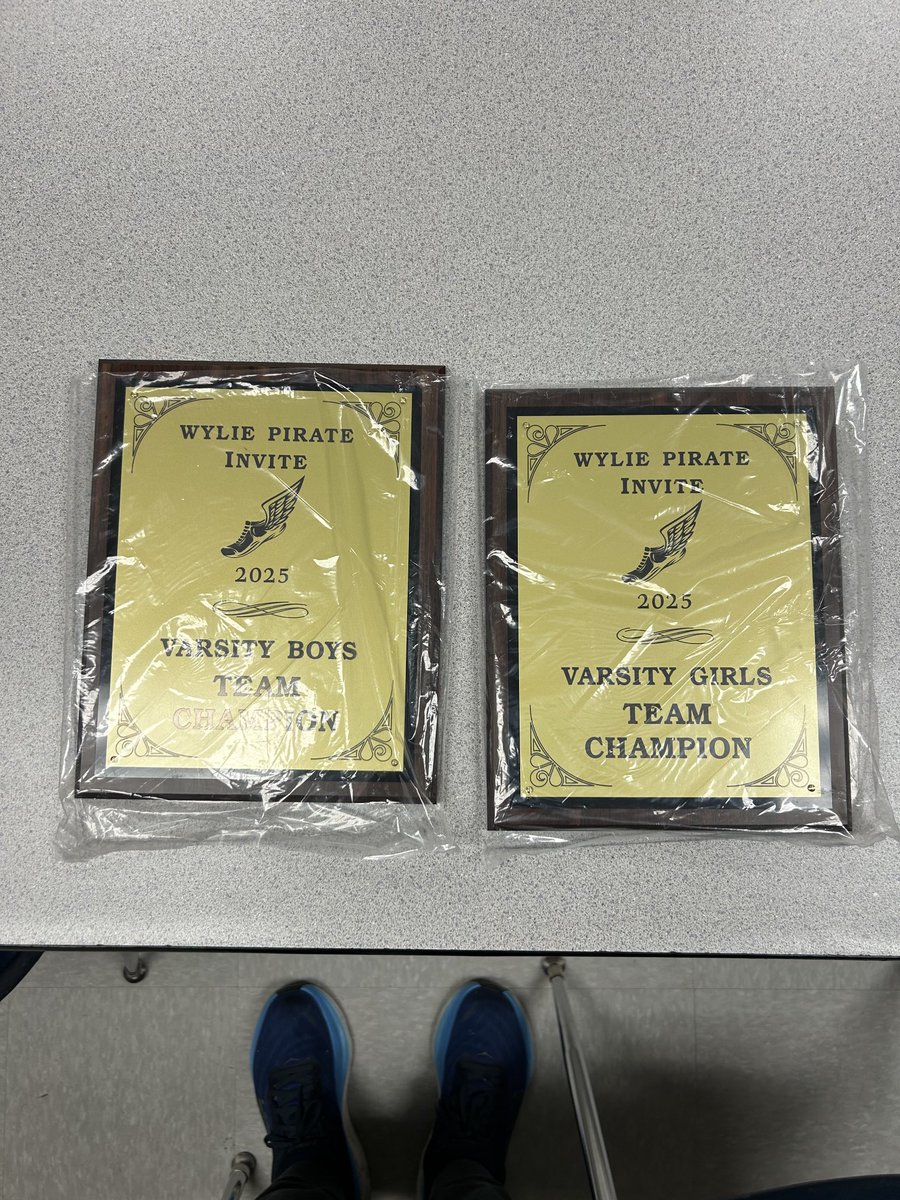 WYLIE PIRATE
INVITE
2025
VARSITY BOYS
TEAM
CHAMPION
WYLIE PIRATE
INVITE
2025
VARSITY GIRLS
TEAM
CHAMPION